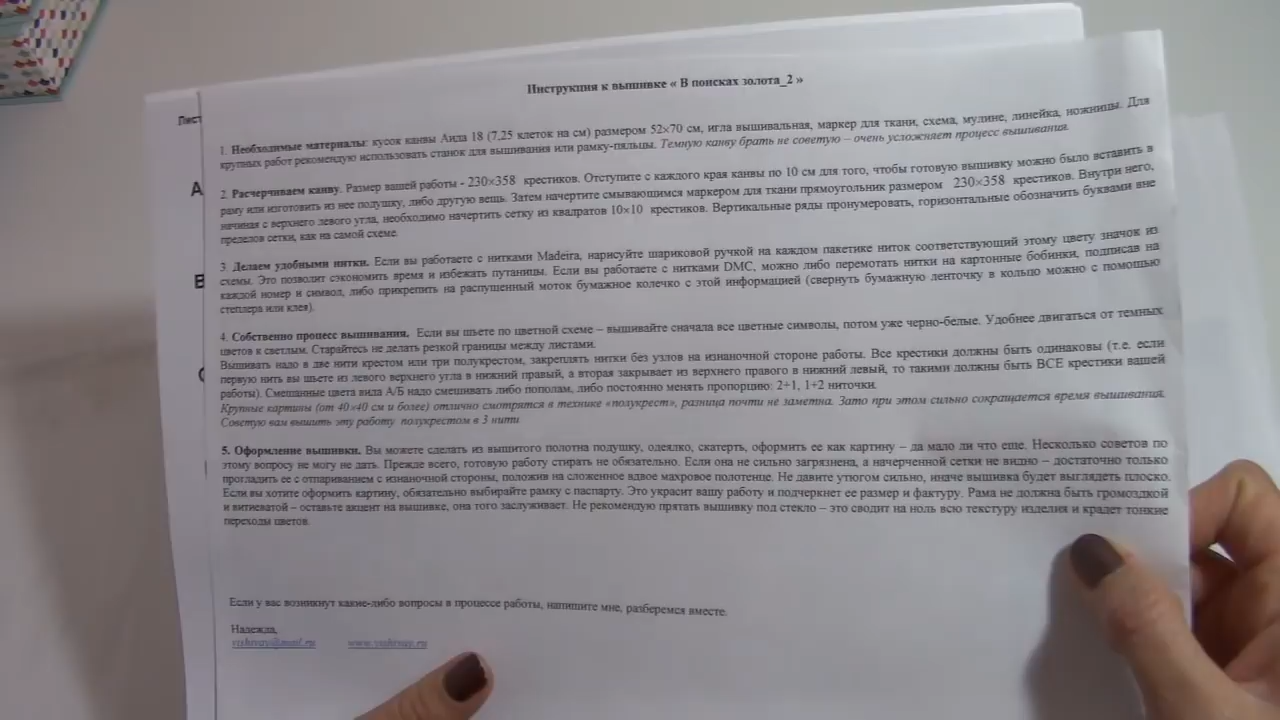 Инструкция к вышивке « В поисках золота_2 »
Лист
1. Необходимые материалы: кусок канвы Аида 18 (7,25 клеток на см) размером 52×70 см, игла вышивальная, маркер для ткани, схема, мулине, линейка, ножницы. Для
крупных работ рекомендую использовать станок для вышивания или рамку-пяльцы. Темную канву брать не советую – очень усложняет процесс вышивания.
A
2. Расчерчиваем канву. Размер вашей работы - 230×358 крестиков. Отступите с каждого края канвы по 10 см для того, чтобы готовую вышивку можно было вставить в
раму или изготовить из нее подушку, либо другую вещь. Затем начертите смывающимся маркером для ткани прямоугольник размером 230×358 крестиков. Внутри него,
начиная с верхнего левого угла, необходимо начертить сетку из квадратов 10×10 крестиков. Вертикальные ряды пронумеровать, горизонтальные обозначить буквами вне
пределов сетки, как на самой схеме.
B
3. Делаем удобными нитки. Если вы работаете с нитками Madeira, нарисуйте шариковой ручкой на каждом пакетике ниток соответствующий этому цвету значок из
схемы. Это позволит сэкономить время и избежать путаницы. Если вы работаете с нитками DMC, можно либо перемотать нитки на картонные бобинки, подписав на
каждой номер и символ, либо прикрепить на распушенный моток бумажное колечко с этой информацией (свернуть бумажную ленточку в кольцо можно с помощью
степлера или клея).
4. Собственно процесс вышивания. Если вы шьете по цветной схеме – вышивайте сначала все цветные символы, потом уже черно-белые. Удобнее двигаться от темных
цветов к светлым. Старайтесь не делать резкой границы между листами.
Вышивать надо в две нити крестом или три полукрестом, закреплять нитки без узлов на изнаночной стороне работы. Все крестики должны быть одинаковы (т.е. если
первую нить вы шьете из левого верхнего угла в нижний правый, а вторая закрывает из верхнего правого в нижний левый, то такими должны быть ВСЕ крестики вашей
работы). Смешанные цвета вида А/Б надо смешивать либо пополам, либо постоянно менять пропорцию: 2+1, 1+2 ниточки.
Крупные картины (от 40×40 см и более) отлично смотрятся в технике «полукрест», разница почти не заметна. Зато при этом сильно сокращается время вышивания.
Советую вам вышить эту работу полукрестом в 3 нити.
5. Оформление вышивки. Вы можете сделать из вышитого полотна подушку, одеялко, скатерть, оформить ее как картину – да мало ли что еще. Несколько советов по
этому вопросу не могу не дать. Прежде всего, готовую работу стирать не обязательно. Если она не сильно загрязнена, а начерченной сетки не видно – достаточно только
прогладить ее с отпариванием с изнаночной стороны, положив на сложенное вдвое махровое полотенце. Не давите утюгом сильно, иначе вышивка будет выглядеть плоско.
Если вы хотите оформить картину, обязательно выбирайте рамку с паспарту. Это украсит вашу работу и подчеркнет ее размер и фактуру. Рама не должна быть громоздкой
и витиеватой – оставьте акцент на вышивке, она того заслуживает. Не рекомендую прятать вышивку под стекло – это сводит на ноль всю текстуру изделия и крадет тонкие
переходы цветов.
Если у вас возникнут какие-либо вопросы в процессе работы, напишите мне, разберемся вместе.
Надежда,